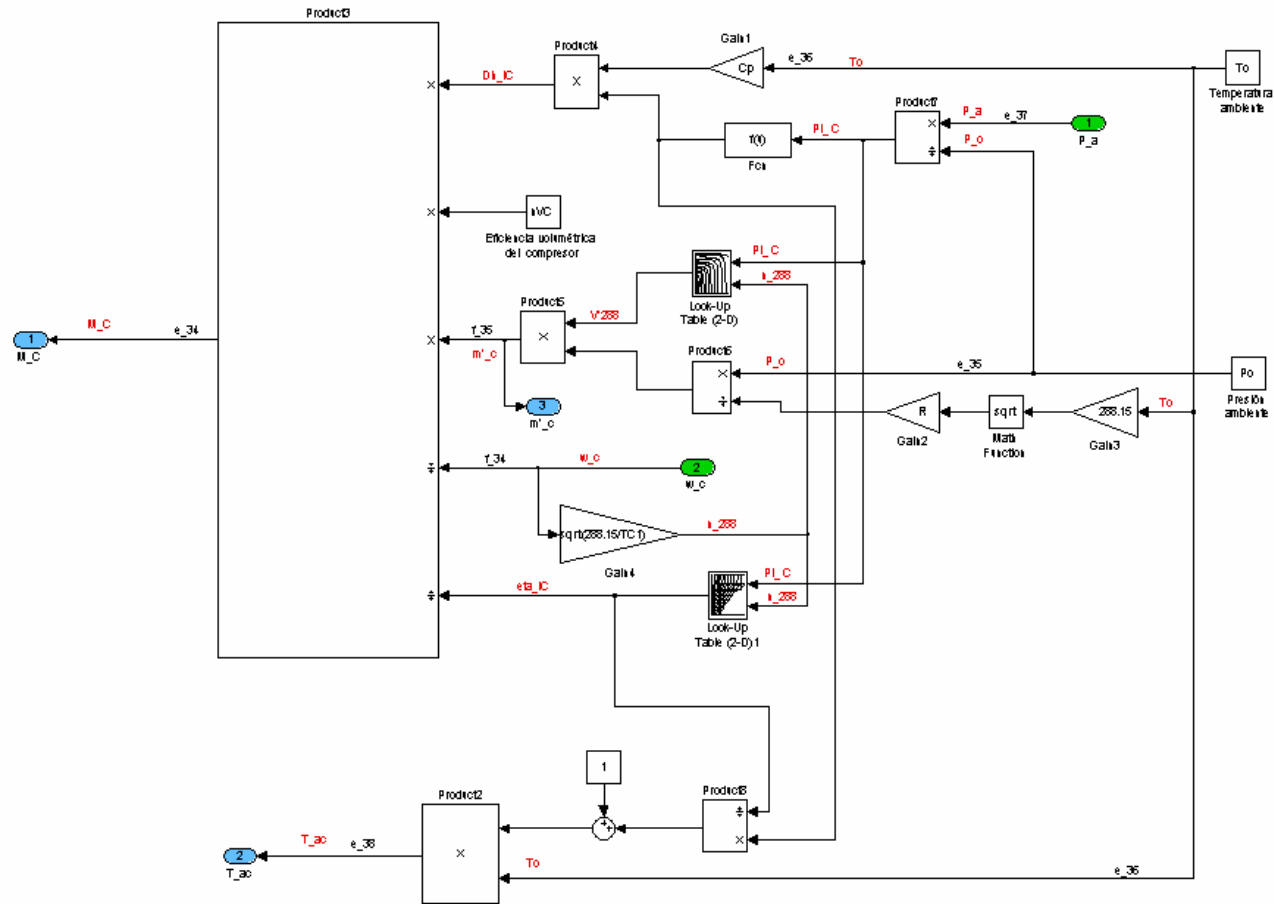 Product3
Product4
Gain1
Cp
e_36
To
To
Temperatura
ambiente
Dh_IC
×
×
Product7
P_a
e_37
1
P_a
×
P_o
÷
PI_C
f(t)
Fcn
nVC
×
Eficiencia volumétrica
del compresor
PI_C
n_288
Look-Up
Table (2-D)
Product5
V'288
×
f_35
m'_c
×
3
m'_c
Product6
P_o
e_35
×
÷
Po
Presión
ambiente
R
Gain2
sqrt
Math
Function
288.15
Gain3
To
M_C
e_34
1
M_C
f_34
w_c
2
w_c
÷
sqrt(288.15/TC1)
n_288
Gain4
eta_IC
÷
PI_C
n_288
Look-Up
Table (2-D)1
1
Product8
÷
×
+
+
Product2
×
T_ac
e_38
2
T_ac
To
e_36